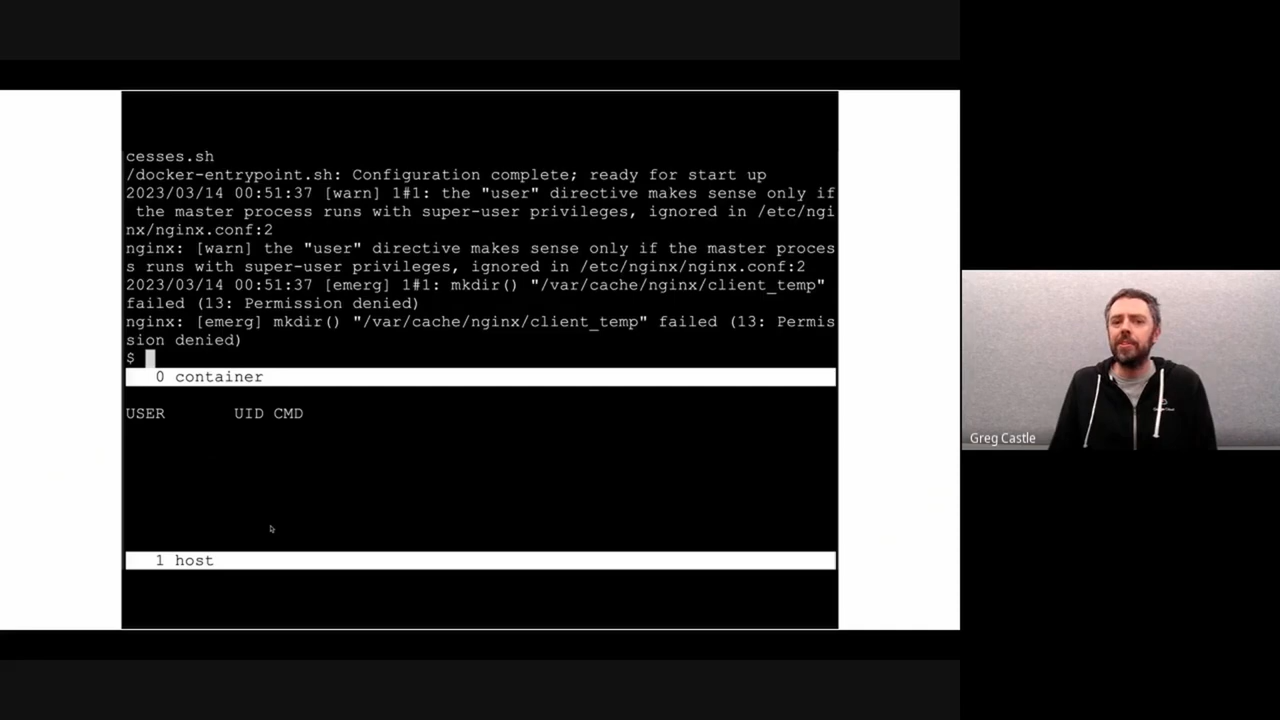 cesses.sh
/docker-entrypoint.sh: Configuration complete; ready for start up
2023/03/14 00:51:37 [warn] 1#1: the "user" directive makes sense only if
the master process runs with super-user privileges, ignored in /etc/ngi
nx/nginx.conf:2
nginx: [warn] the "user" directive makes sense only if the master proces
s runs with super-user privileges, ignored in /etc/nginx/nginx.conf:2
2023/03/14 00:51:37 [emerg] 1#1: mkdir() "/var/cache/nginx/client_temp"
failed (13: Permission denied)
nginx: [emerg] mkdir() "/var/cache/nginx/client_temp" failed (13: Permis
sion denied)
$
0 container
USER UID CMD
1 host
Greg Castle